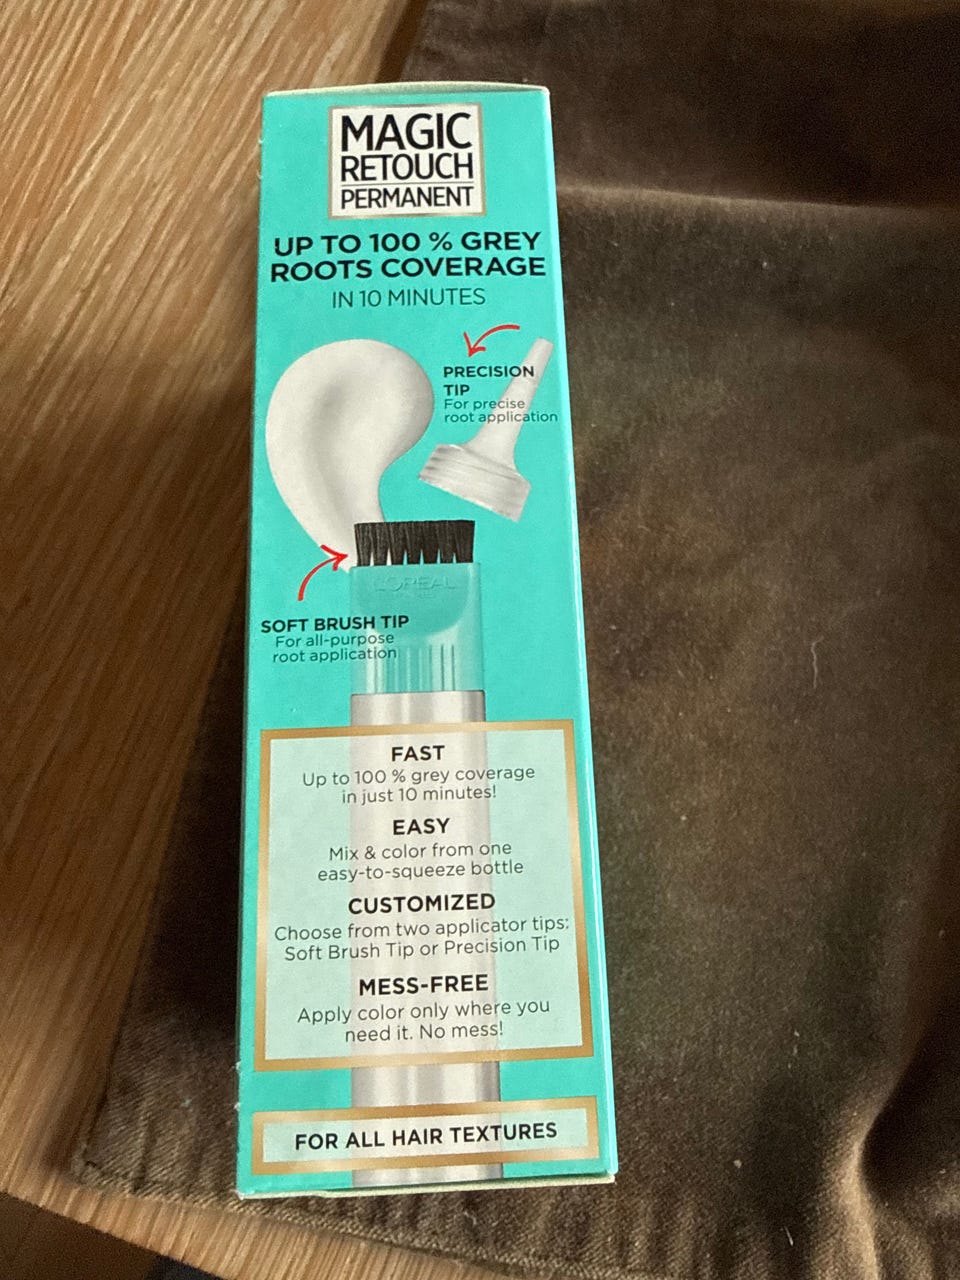 MAGIC
RETOUCH
PERMANENT
UP TO 100 % GREY
ROOTS COVERAGE
IN 10 MINUTES
PRECISION
TIP
For precise
root application
L'OREAL
SOFT BRUSH TIP
For all-purpose
root application
FAST
Up to 100 % grey coverage
in just 10 minutes!
EASY
Mix & color from one
easy-to-squeeze bottle
CUSTOMIZED
Choose from two applicator tips:
Soft Brush Tip or Precision Tip
MESS-FREE
Apply color only where you
need it. No mess!
FOR ALL HAIR TEXTURES